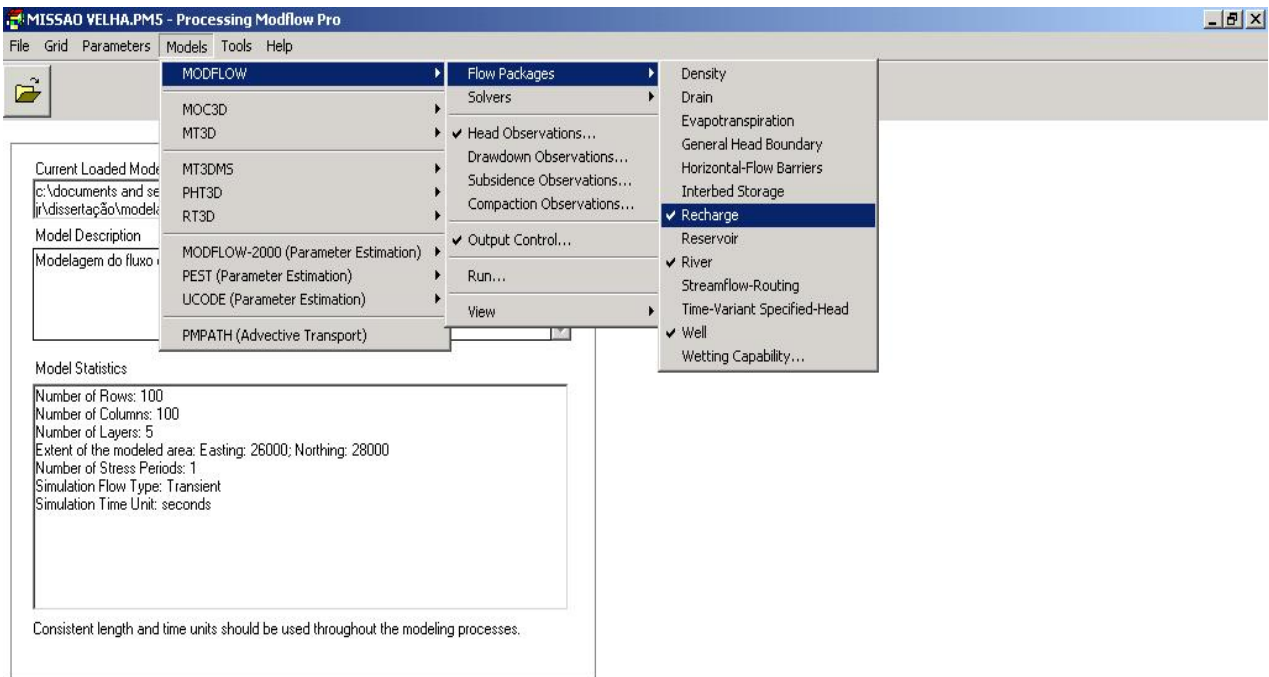 MISSAO VELHA.PM5 - Processing Modflow Pro
File Grid Parameters Models Tools Help
MODFLOW
MOC3D
MT3D
MT3DMS
PHT3D
RT3D
MODFLOW-2000 (Parameter Estimation)
PEST (Parameter Estimation)
UCODE (Parameter Estimation)
PMPATH (Advective Transport)
Flow Packages
Solvers
Head Observations...
Drawdown Observations...
Subsidence Observations...
Compaction Observations...
Output Control...
Run...
View
Density
Drain
Evapotranspiration
General Head Boundary
Horizontal-Flow Barriers
Interbed Storage
Recharge
Reservoir
River
Streamflow-Routing
Time-Variant Specified-Head
Well
Wetting Capability...
Current Loaded Mode
c:\documents and se
jr\dissertação\modela
Model Description
Modelagem do fluxo
Model Statistics
Number of Rows: 100
Number of Columns: 100
Number of Layers: 5
Extent of the modeled area: Easting: 26000; Northing: 28000
Number of Stress Periods: 1
Simulation Flow Type: Transient
Simulation Time Unit: seconds
Consistent length and time units should be used throughout the modeling processes.